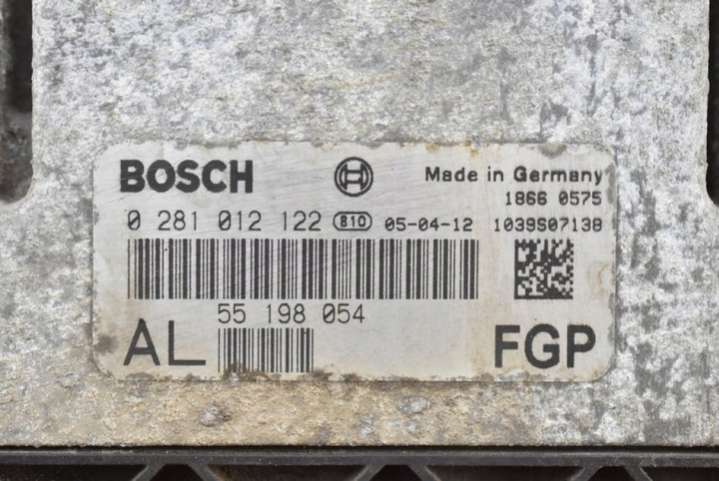 BOSCH Made in Germany
1866 0575
0 281 012 122 810 05-04-12 1039S07138
55 198 054
AL FGP